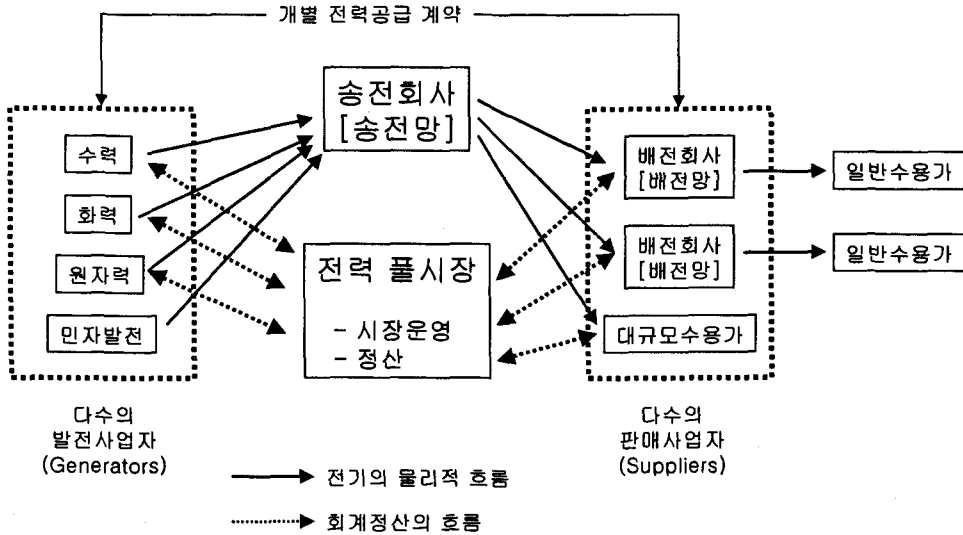 개별 전력공급 계약
송전회사
[송전망]
수력
화력
원자력
민자발전
전력 풀시장
- 시장운영
- 정산
배전회사
[배전망]
일반수용가
배전회사
[배전망]
일반수용가
대규모수용가
다수의
발전사업자
(Generators)
다수의
판매사업자
(Suppliers)
전기의 물리적 흐름
회계정산의 흐름